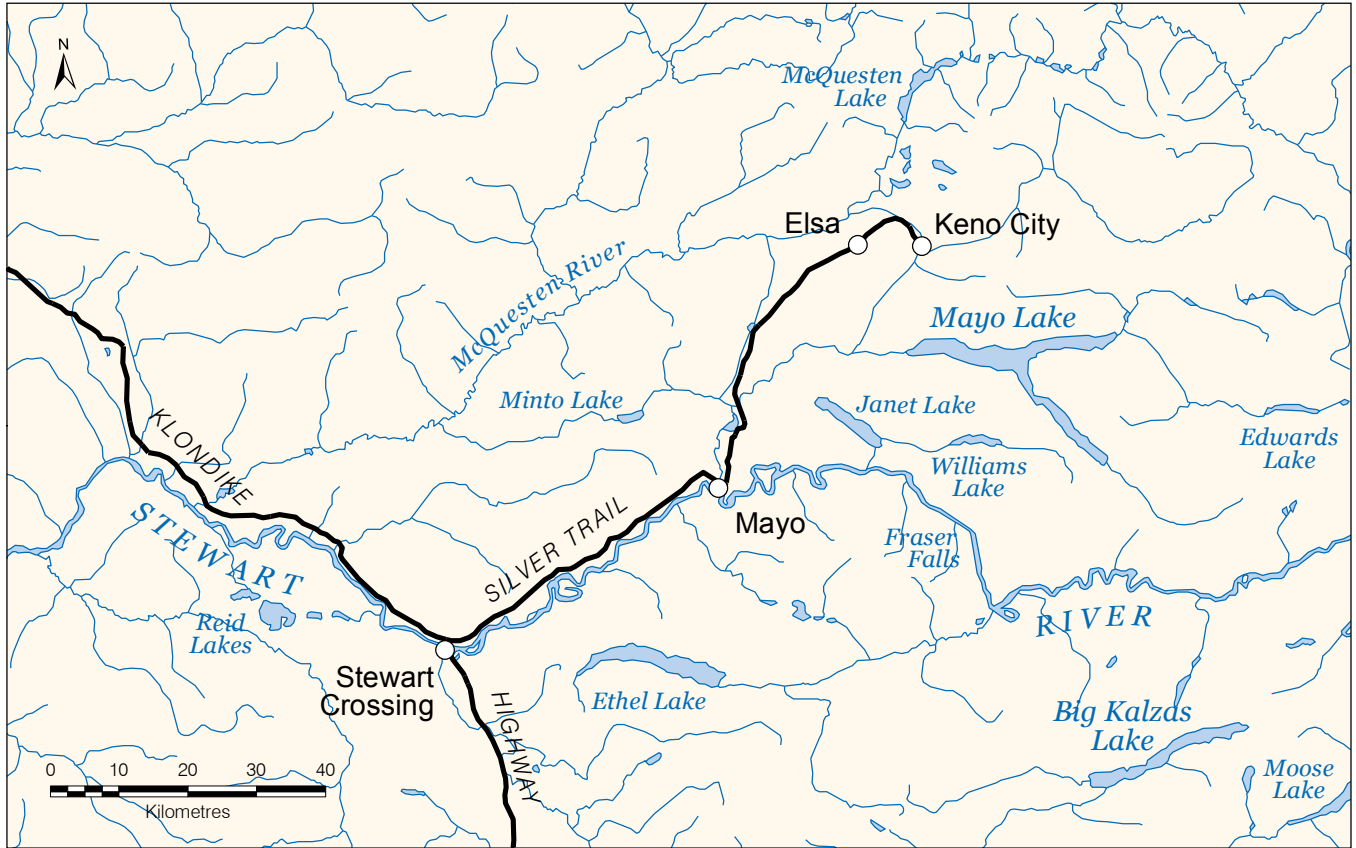 N
McQuesten
Lake
Elsa
Keno City
McQuesten River
Mayo Lake
Minto Lake
Janet Lake
KLONDIKE
Edwards
Lake
Williams
Lake
SILVER TRAIL
Mayo
STEWART
Fraser
Falls
Reid
Lakes
RIVER
Stewart
Crossing
Ethel Lake
HIGHWAY
Big Kalzas
Lake
Moose
Lake
0 10 20 30 40
Kilometres